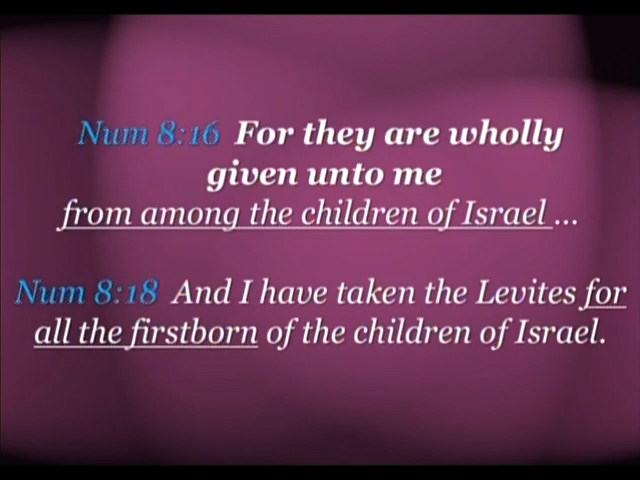 Num 8:16 For they are wholly
given unto me
from among the children of Israel ...
Num 8:18 And I have taken the Levites for
all the firstborn of the children of Israel.